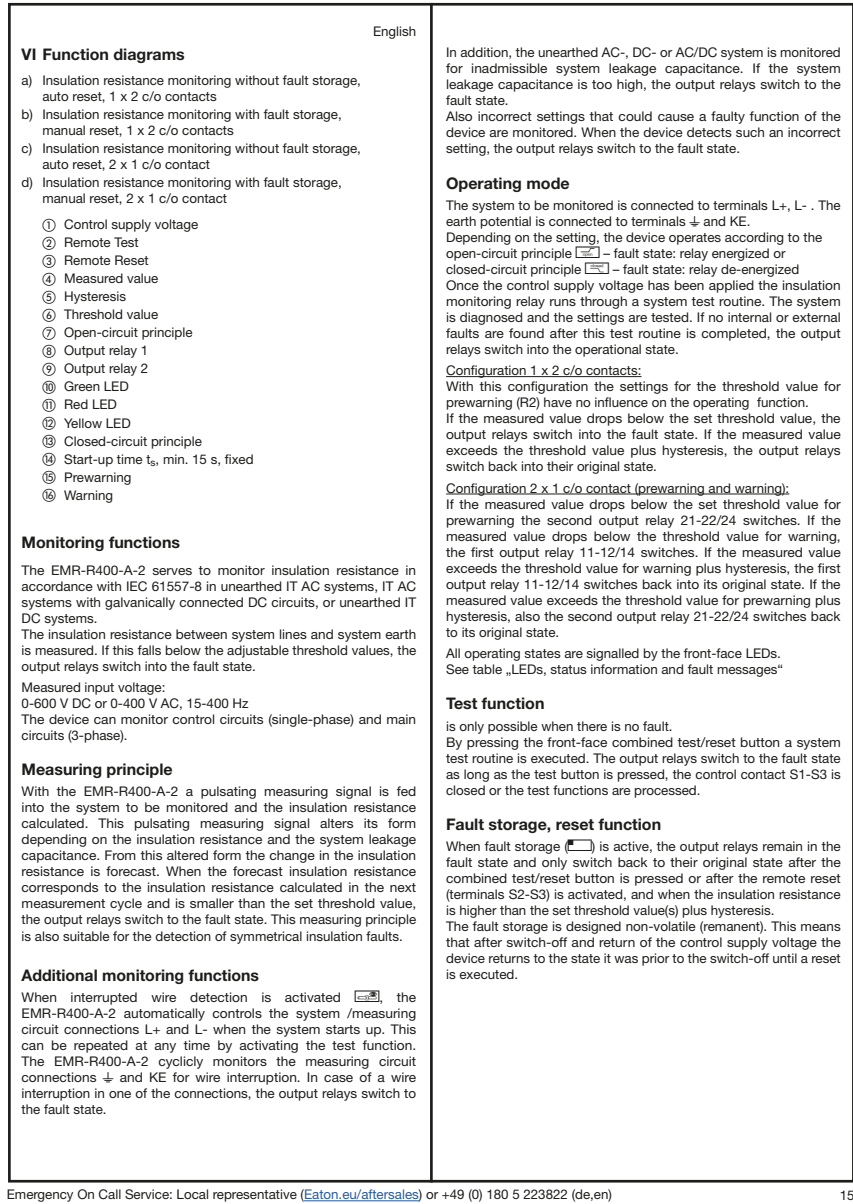 English
VI Function diagrams
a) Insulation resistance monitoring without fault storage,
auto reset, 1 x 2 c/o contacts
b) Insulation resistance monitoring with fault storage,
manual reset, 1 x 2 c/o contacts
c) Insulation resistance monitoring without fault storage,
auto reset, 2 x 1 c/o contact
d) Insulation resistance monitoring with fault storage,
manual reset, 2 x 1 c/o contact
① Control supply voltage
② Remote Test
③ Remote Reset
④ Measured value
⑤ Hysteresis
⑥ Threshold value
⑦ Open-circuit principle
⑧ Output relay 1
⑨ Output relay 2
⑩ Green LED
⑪ Red LED
⑫ Yellow LED
⑬ Closed-circuit principle
⑭ Start-up time ts, min. 15 s, fixed
⑮ Prewarning
⑯ Warning
Monitoring functions
The EMR-R400-A-2 serves to monitor insulation resistance in
accordance with IEC 61557-8 in unearthed IT AC systems, IT AC
systems with galvanically connected DC circuits, or unearthed IT
DC systems.
The insulation resistance between system lines and system earth
is measured. If this falls below the adjustable threshold values, the
output relays switch into the fault state.
Measured input voltage:
0-600 V DC or 0-400 V AC, 15-400 Hz
The device can monitor control circuits (single-phase) and main
circuits (3-phase).
Measuring principle
With the EMR-R400-A-2 a pulsating measuring signal is fed
into the system to be monitored and the insulation resistance
calculated. This pulsating measuring signal alters its form
depending on the insulation resistance and the system leakage
capacitance. From this altered form the change in the insulation
resistance is forecast. When the forecast insulation resistance
corresponds to the insulation resistance calculated in the next
measurement cycle and is smaller than the set threshold value,
the output relays switch to the fault state. This measuring principle
is also suitable for the detection of symmetrical insulation faults.
Additional monitoring functions
When interrupted wire detection is activated , the
EMR-R400-A-2 automatically controls the system /measuring
circuit connections L+ and L- when the system starts up. This
can be repeated at any time by activating the test function.
The EMR-R400-A-2 cyclicly monitors the measuring circuit
connections ⏚ and KE for wire interruption. In case of a wire
interruption in one of the connections, the output relays switch to
the fault state.
In addition, the unearthed AC-, DC- or AC/DC system is monitored
for inadmissible system leakage capacitance. If the system
leakage capacitance is too high, the output relays switch to the
fault state.
Also incorrect settings that could cause a faulty function of the
device are monitored. When the device detects such an incorrect
setting, the output relays switch to the fault state.
Operating mode
The system to be monitored is connected to terminals L+, L- . The
earth potential is connected to terminals ⏚ and KE.
Depending on the setting, the device operates according to the
open-circuit principle – fault state: relay energized or
closed-circuit principle – fault state: relay de-energized
Once the control supply voltage has been applied the insulation
monitoring relay runs through a system test routine. The system
is diagnosed and the settings are tested. If no internal or external
faults are found after this test routine is completed, the output
relays switch into the operational state.
Configuration 1 x 2 c/o contacts:
With this configuration the settings for the threshold value for
prewarning (R2) have no influence on the operating function.
If the measured value drops below the set threshold value, the
output relays switch into the fault state. If the measured value
exceeds the threshold value plus hysteresis, the output relays
switch back into their original state.
Configuration 2 x 1 c/o contact (prewarning and warning):
If the measured value drops below the set threshold value for
prewarning the second output relay 21-22/24 switches. If the
measured value drops below the threshold value for warning,
the first output relay 11-12/14 switches. If the measured value
exceeds the threshold value for warning plus hysteresis, the first
output relay 11-12/14 switches back into its original state. If the
measured value exceeds the threshold value for prewarning plus
hysteresis, also the second output relay 21-22/24 switches back
to its original state.
All operating states are signalled by the front-face LEDs.
See table „LEDs, status information and fault messages“
Test function
is only possible when there is no fault.
By pressing the front-face combined test/reset button a system
test routine is executed. The output relays switch to the fault state
as long as the test button is pressed, the control contact S1-S3 is
closed or the test functions are processed.
Fault storage, reset function
When fault storage ( ) is active, the output relays remain in the
fault state and only switch back to their original state after the
combined test/reset button is pressed or after the remote reset
(terminals S2-S3) is activated, and when the insulation resistance
is higher than the set threshold value(s) plus hysteresis.
The fault storage is designed non-volatile (remanent). This means
that after switch-off and return of the control supply voltage the
device returns to the state it was prior to the switch-off until a reset
is executed.
Emergency On Call Service: Local representative (Eaton.eu/aftersales) or +49 (0) 180 5 223822 (de,en)
15